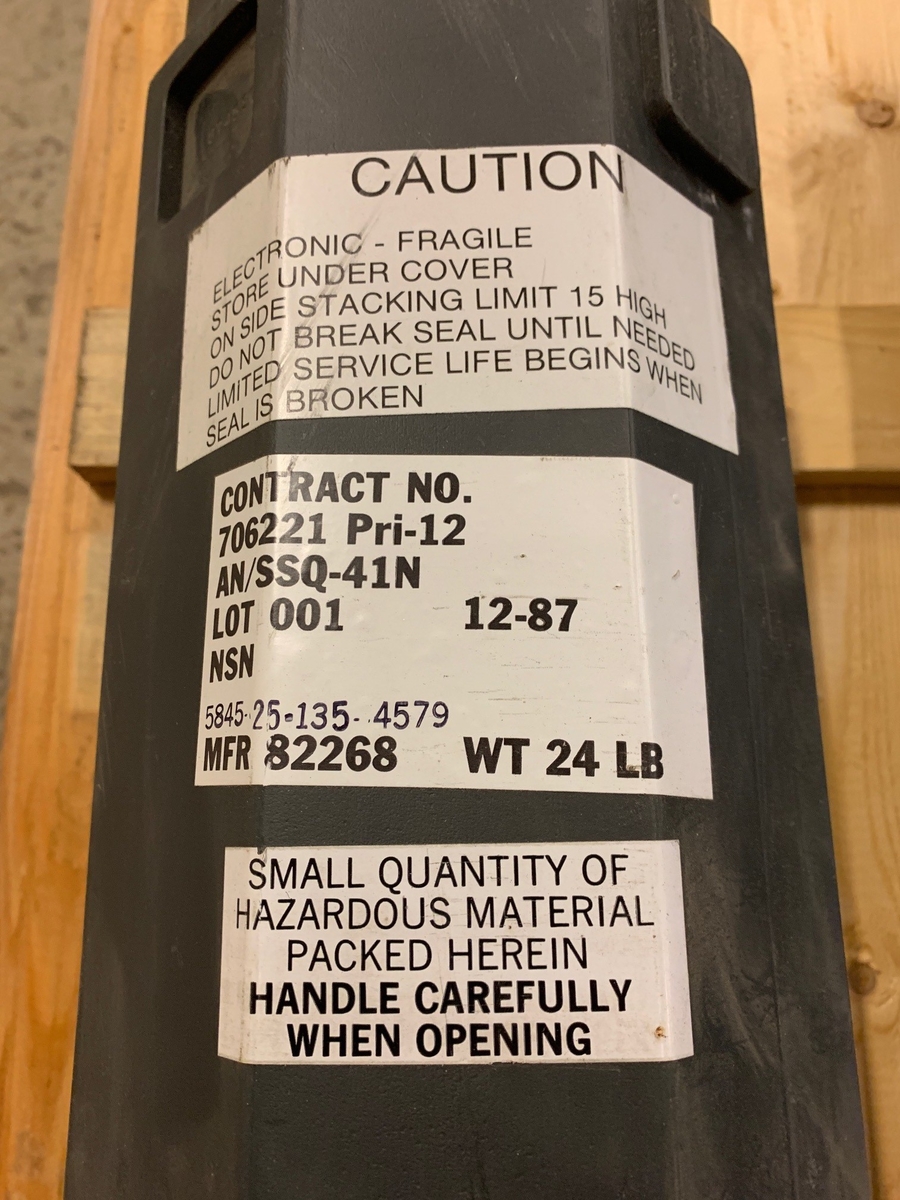 CAUTION
ELECTRONIC - FRAGILE
STORE UNDER COVER
ON SIDE STACKING LIMIT 15 HIGH
DO NOT BREAK SEAL UNTIL NEEDED
LIMITED SERVICE LIFE BEGINS WHEN
SEAL IS BROKEN
CONTRACT NO.
706221 Pri-12
AN/SSQ-41N
LOT 001 12-87
NSN
5845-25-135-4579
MFR 82268 WT 24 LB
SMALL QUANTITY OF
HAZARDOUS MATERIAL
PACKED HEREIN
HANDLE CAREFULLY
WHEN OPENING